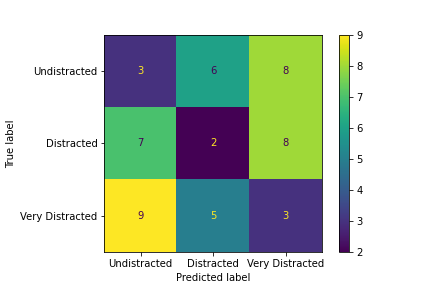 9
Undistracted 3 6 8
8
7
Distracted 7 2 8
6
5
4
Very Distracted 9 5 3
3
2
Undistracted Distracted Very Distracted
Predicted label
True label